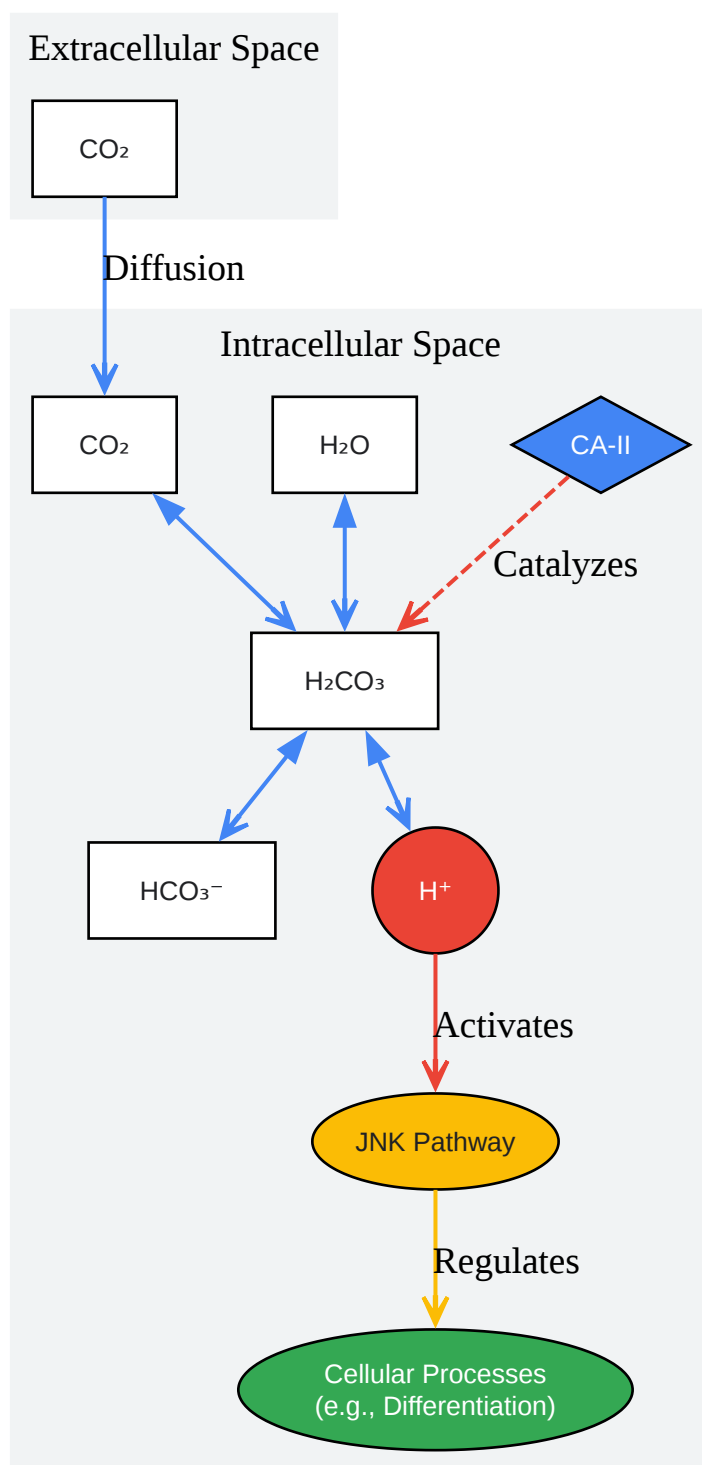 Extracellular Space
CO₂
Diffusion
Intracellular Space
CO₂
H₂O
CA-II
Catalyzes
H₂CO₃
HCO₃⁻
H⁺
Activates
JNK Pathway
Regulates
Cellular Processes
(e.g., Differentiation)